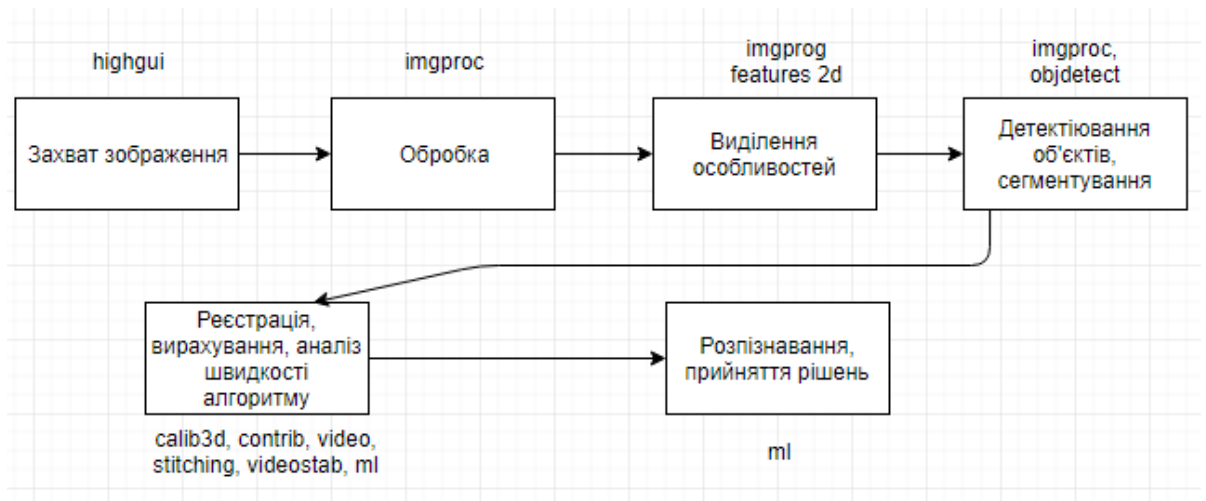 highgui
imgproc
imgprog
features 2d
imgproc,
objdetect
Захват зображення
Обробка
Виділення
особливостей
Детектіювання
об'єктів,
сегментування
Реєстрація,
вирахування, аналіз
швидкості
алгоритму
Розпізнавання,
прийняття рішень
calib3d, contrib, video,
stitching, videostab, ml
ml